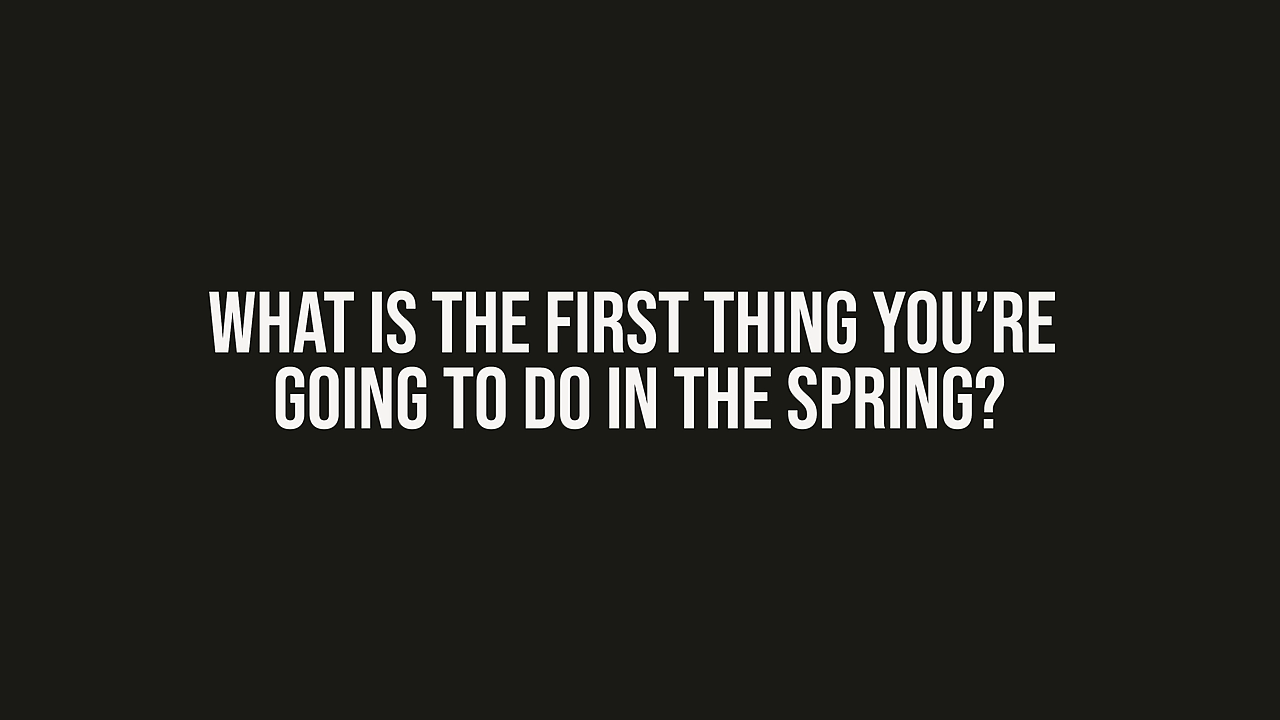 WHAT IS THE FIRST THING YOU’RE
GOING TO DO IN THE SPRING?